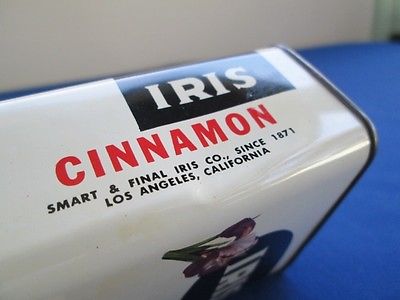 IRIS
CINNAMON
SMART & FINAL IRIS CO., SINCE 1871
LOS ANGELES, CALIFORNIA